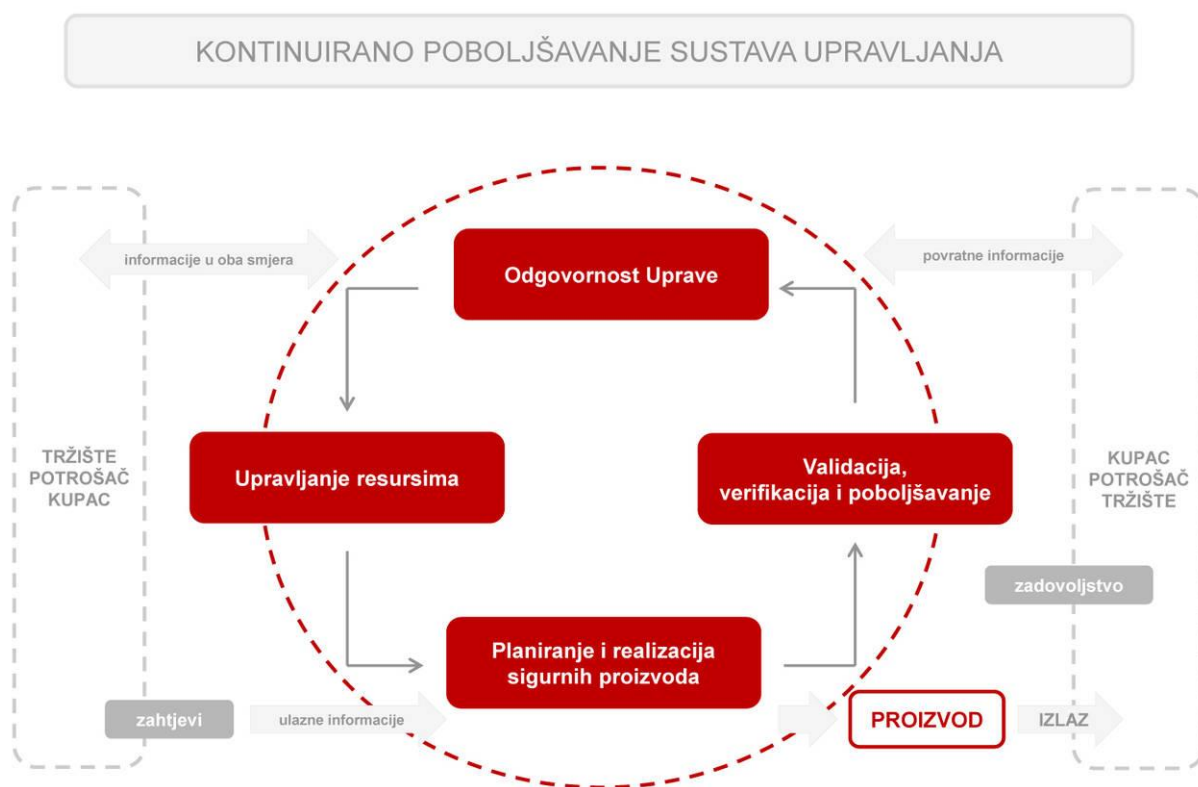 KONTINUIRANO POBOLJŠAVANJE SUSTAVA UPRAVLJANJA
informacije u oba smjera
Odgovornost Uprave
povratne informacije
TRŽIŠTE
POTROŠAČ
KUPAC
Upravljanje resursima
Validacija,
verifikacija i poboljšavanje
KUPAC
POTROŠAČ
TRŽIŠTE
zadovoljstvo
Planiranje i realizacija
sigurnih proizvoda
zahtjevi
ulazne informacije
PROIZVOD
IZLAZ